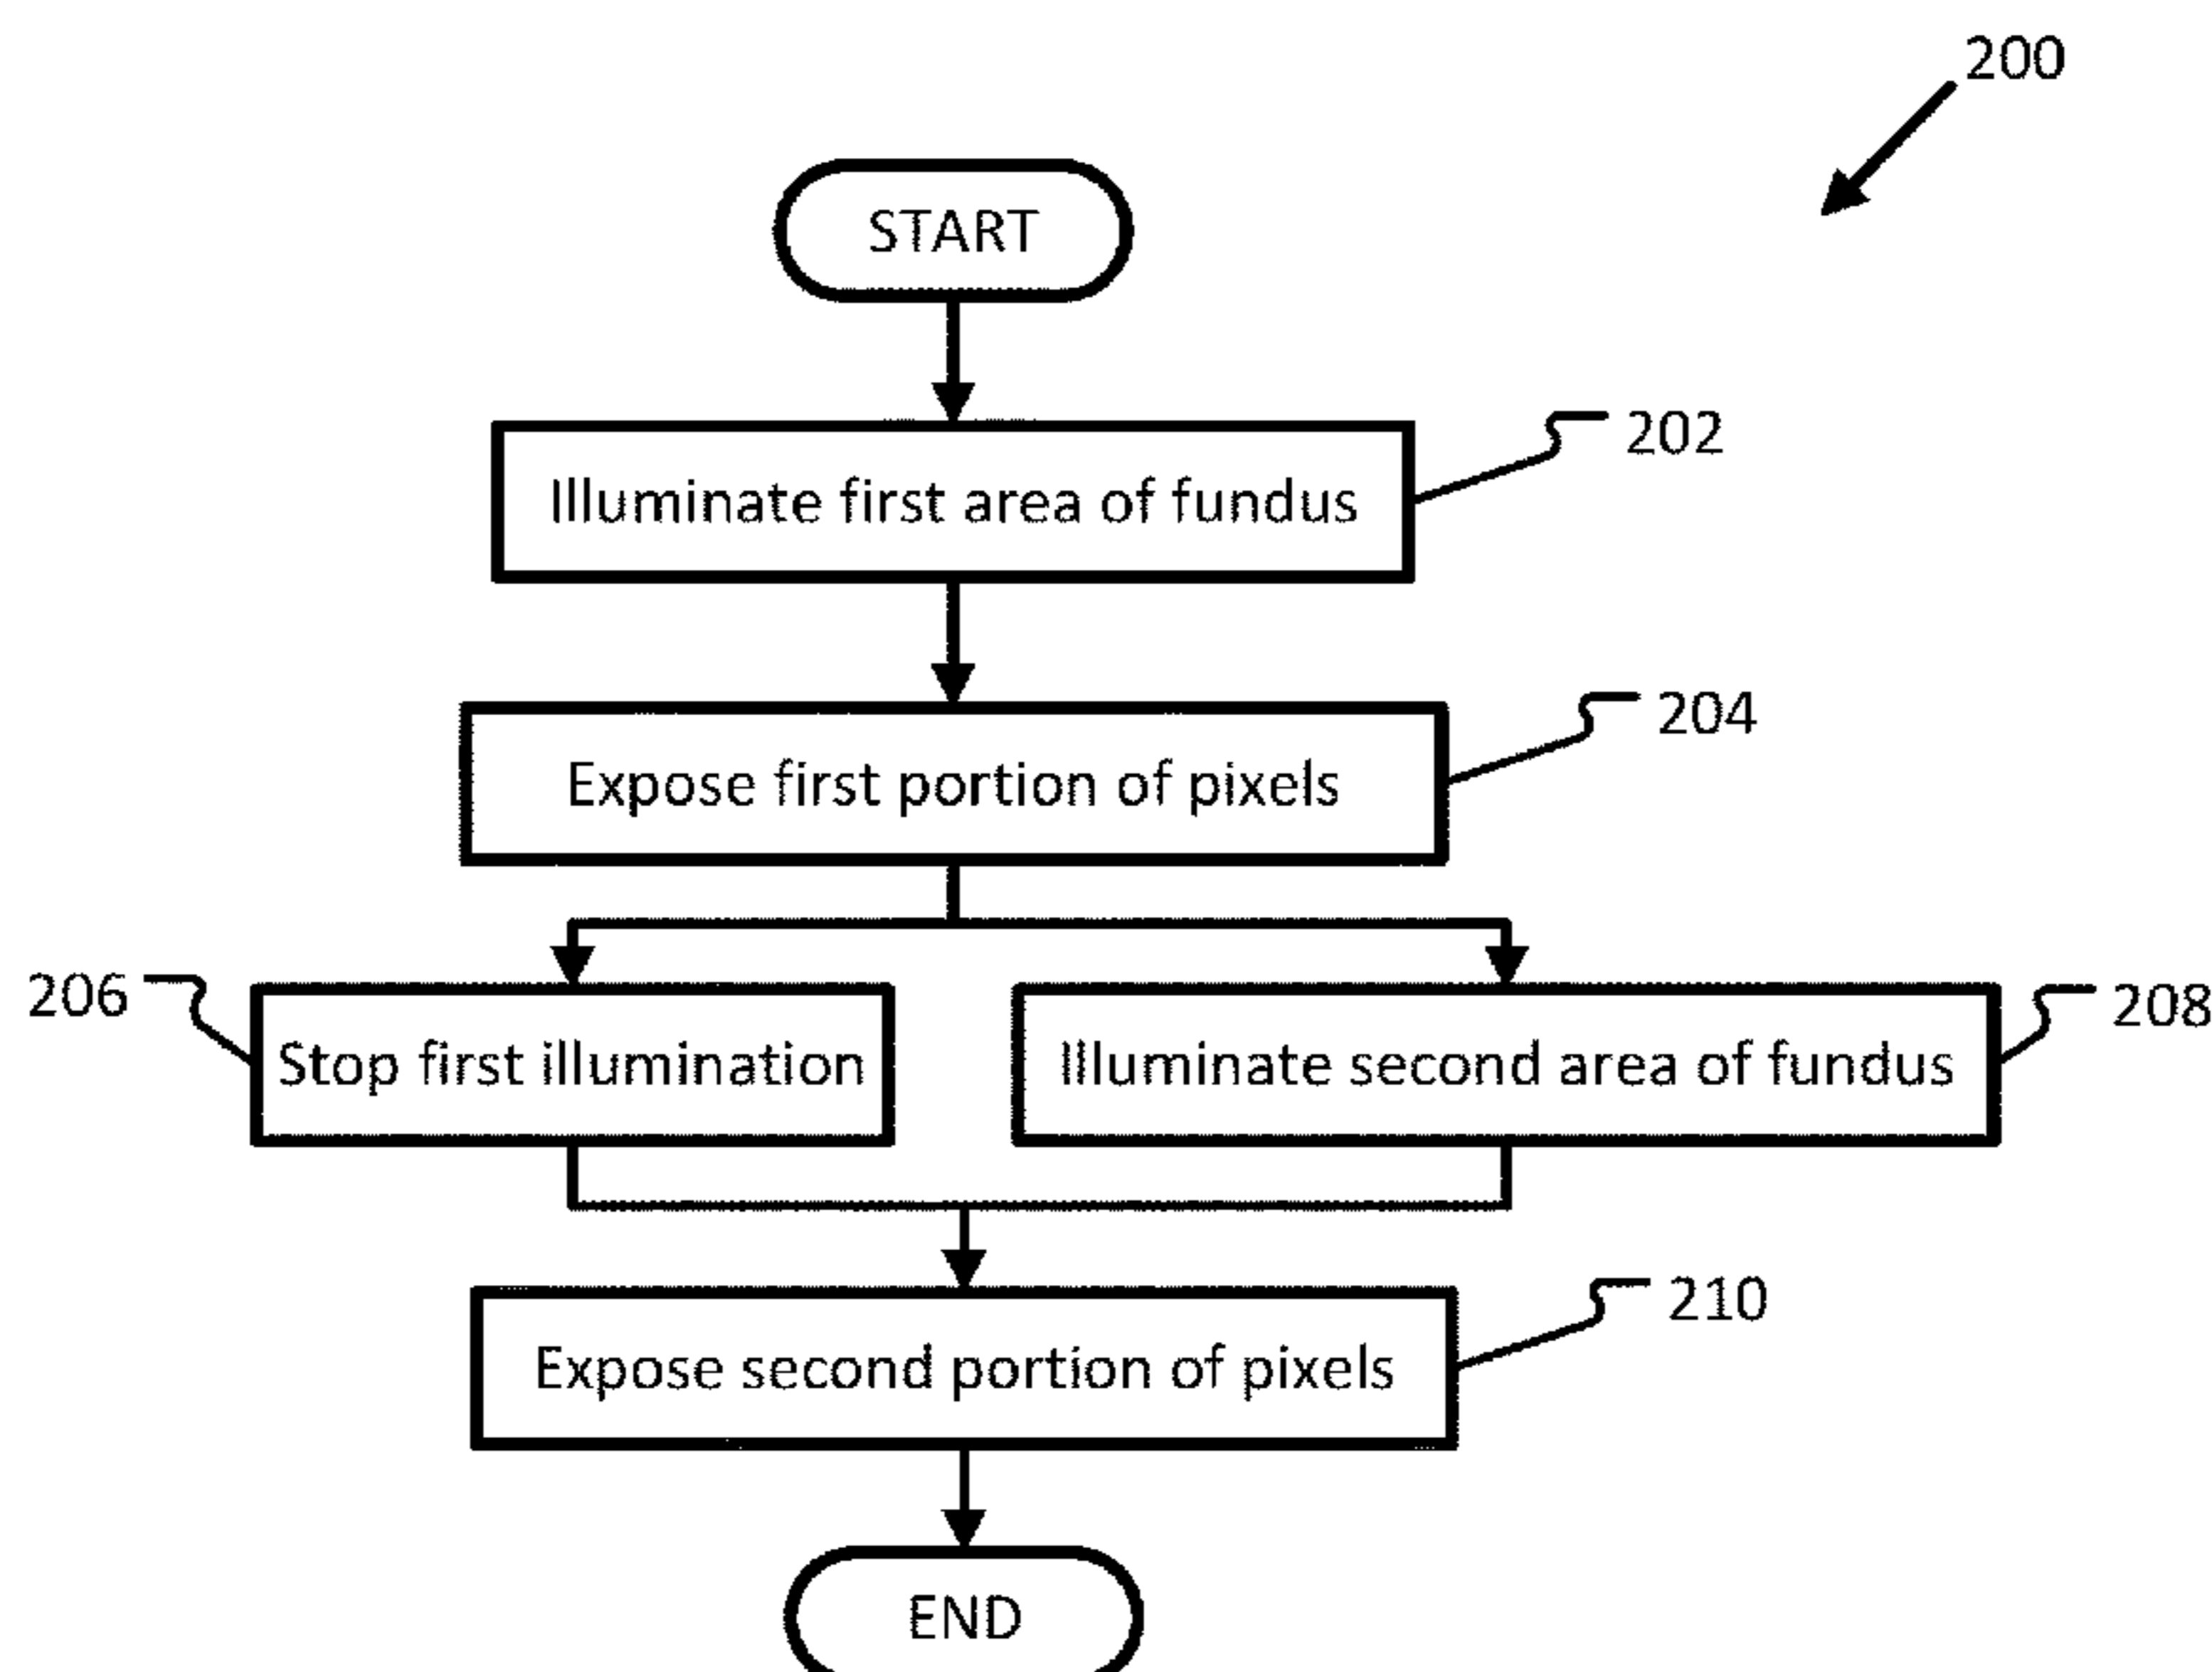 200
START
202
Illuminate first area of fundus
204
Expose first portion of pixels
206
208
Stop first illumination
Illuminate second area of fundus
210
Expose second portion of pixels
END